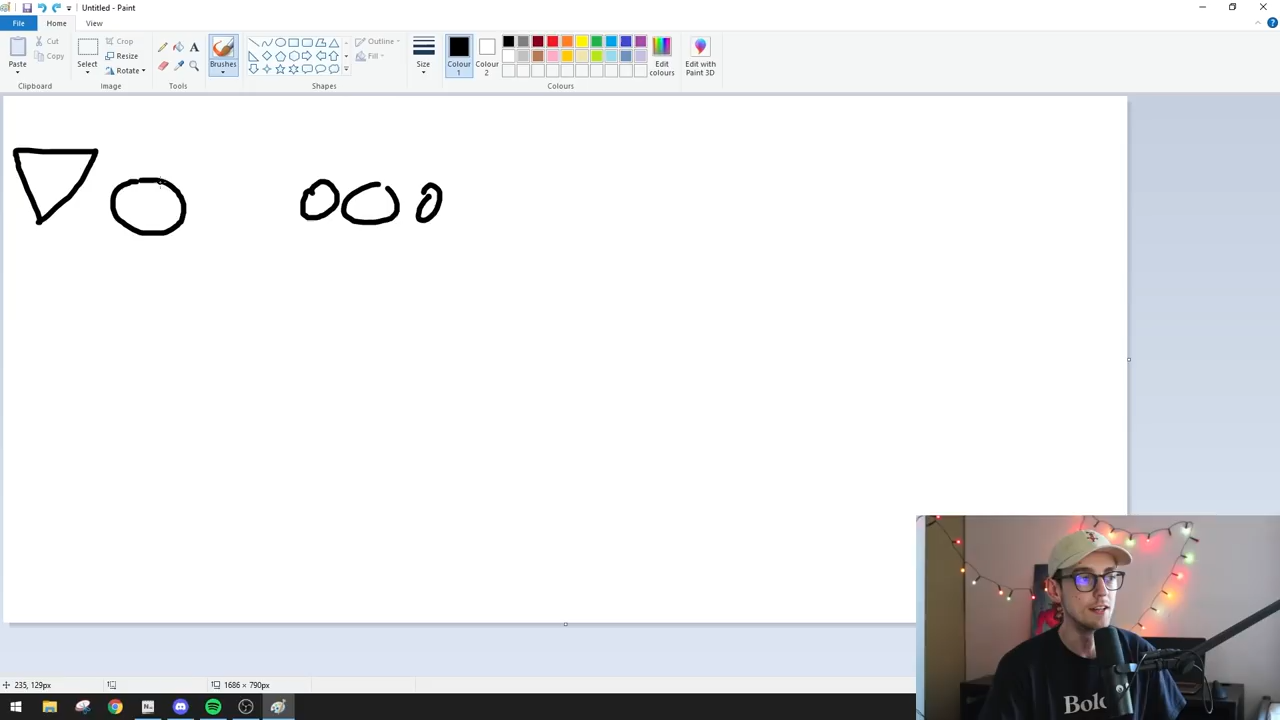 Untitled - Paint
File
Home
View
Paste
Cut
Copy
Clipboard
Select
Crop
Resize
Rotate
Image
A
Tools
Brushes
Outline
Fill
Shapes
Size
Colour 1
Colour 2
Edit colours
Edit with Paint 3D
Colours
235, 129px
1686 × 790px